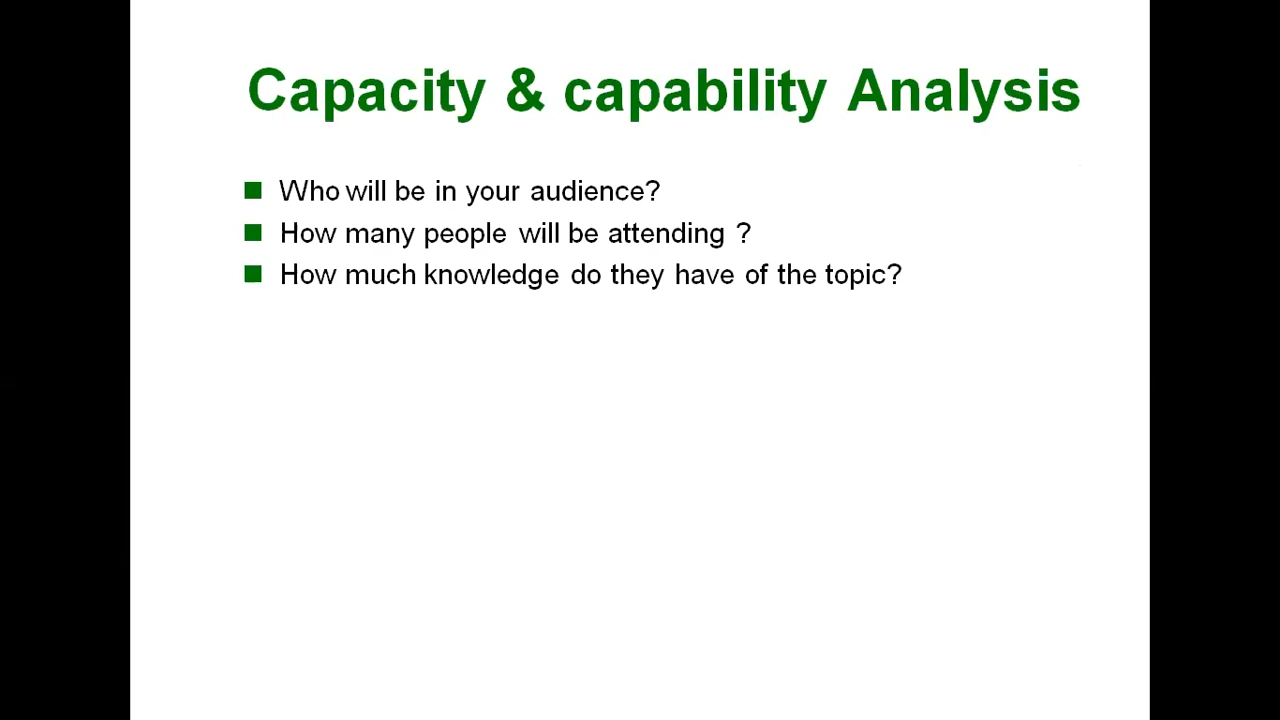 Capacity & capability Analysis
Who will be in your audience?
How many people will be attending ?
How much knowledge do they have of the topic?